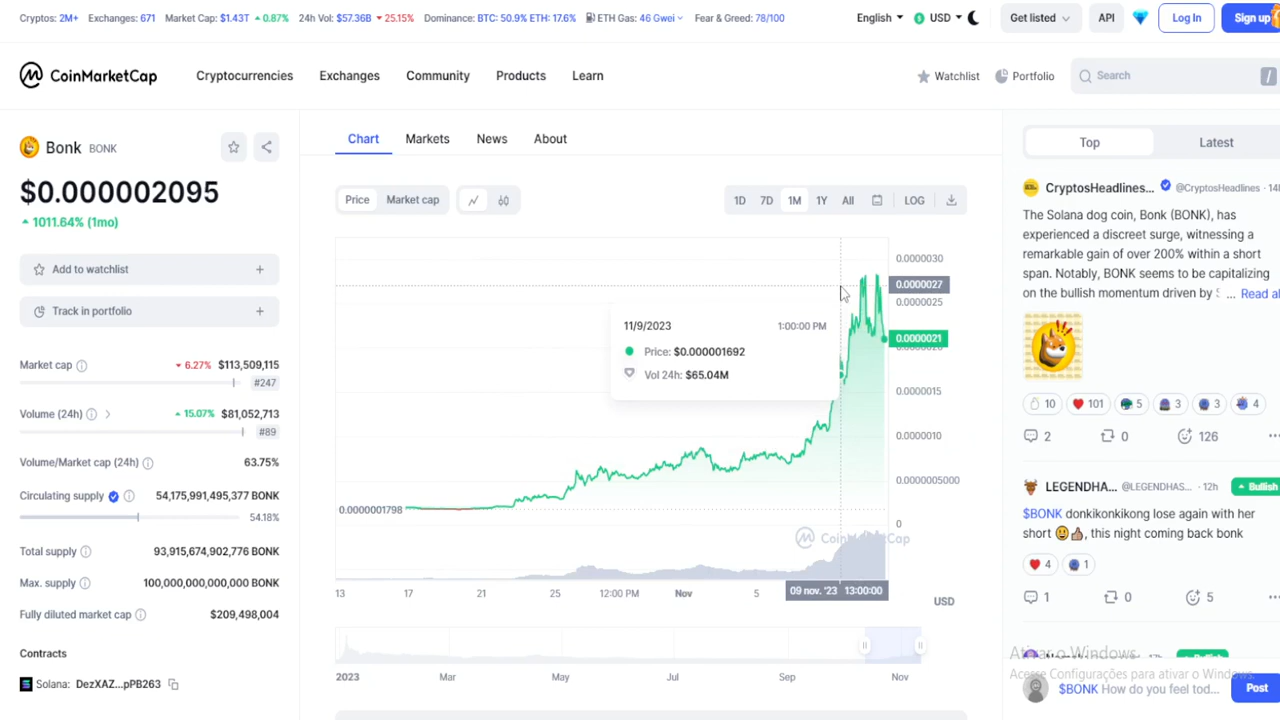 Cryptos: 2M+ Exchanges: 671 Market Cap: $1.43T 0.87% 24h Vol: $57.36B 25.15% Dominance: BTC: 50.9% ETH: 17.6% ETH Gas: 46 Gwei Fear & Greed: 78/100
English USD Get listed API Log In Sign up
CoinMarketCap Cryptocurrencies Exchanges Community Products Learn Watchlist Portfolio Search /
Bonk BONK
$0.000002095
1011.64% (1mo)
Add to watchlist +
Track in portfolio +
Market cap 6.27% $113,509,115
#247
Volume (24h) 15.07% $81,052,713
#89
Volume/Market cap (24h) 63.75%
Circulating supply 54,175,991,495,377 BONK
54.18%
Total supply 93,915,674,902,776 BONK
Max. supply 100,000,000,000,000 BONK
Fully diluted market cap $209,498,004
Contracts
Solana: DezXAZ...pPB263
Chart Markets News About
Price Market cap 1D 7D 1M 1Y All LOG
0.0000030
0.0000027
0.0000025
0.0000021
0.0000015
0.0000010
0.0000005000
0
11/9/2023 1:00:00 PM
Price: $0.000001692
Vol 24h: $65.04M
0.0000001798
CoinMarketCap
13 17 21 25 12:00 PM Nov 5 09 nov. '23 13:00:00
USD
2023 Mar May Jul Sep Nov
Top Latest
CryptosHeadlines... @CryptosHeadlines
The Solana dog coin, Bonk (BONK), has
experienced a discreet surge, witnessing a
remarkable gain of over 200% within a short
span. Notably, BONK seems to be capitalizing
on the bullish momentum driven by ... Read
10 101 5 3 3 4
2 0 126
LEGENDHA... @LEGENDHAS... · 12h Bullish
$BONK donkikonkikong lose again with her
short , this night coming back bonk
4 1
1 0 5
Ativar o Windows
Acesse Configurações para ativar o Windows.
$BONK How do you feel tod... Post